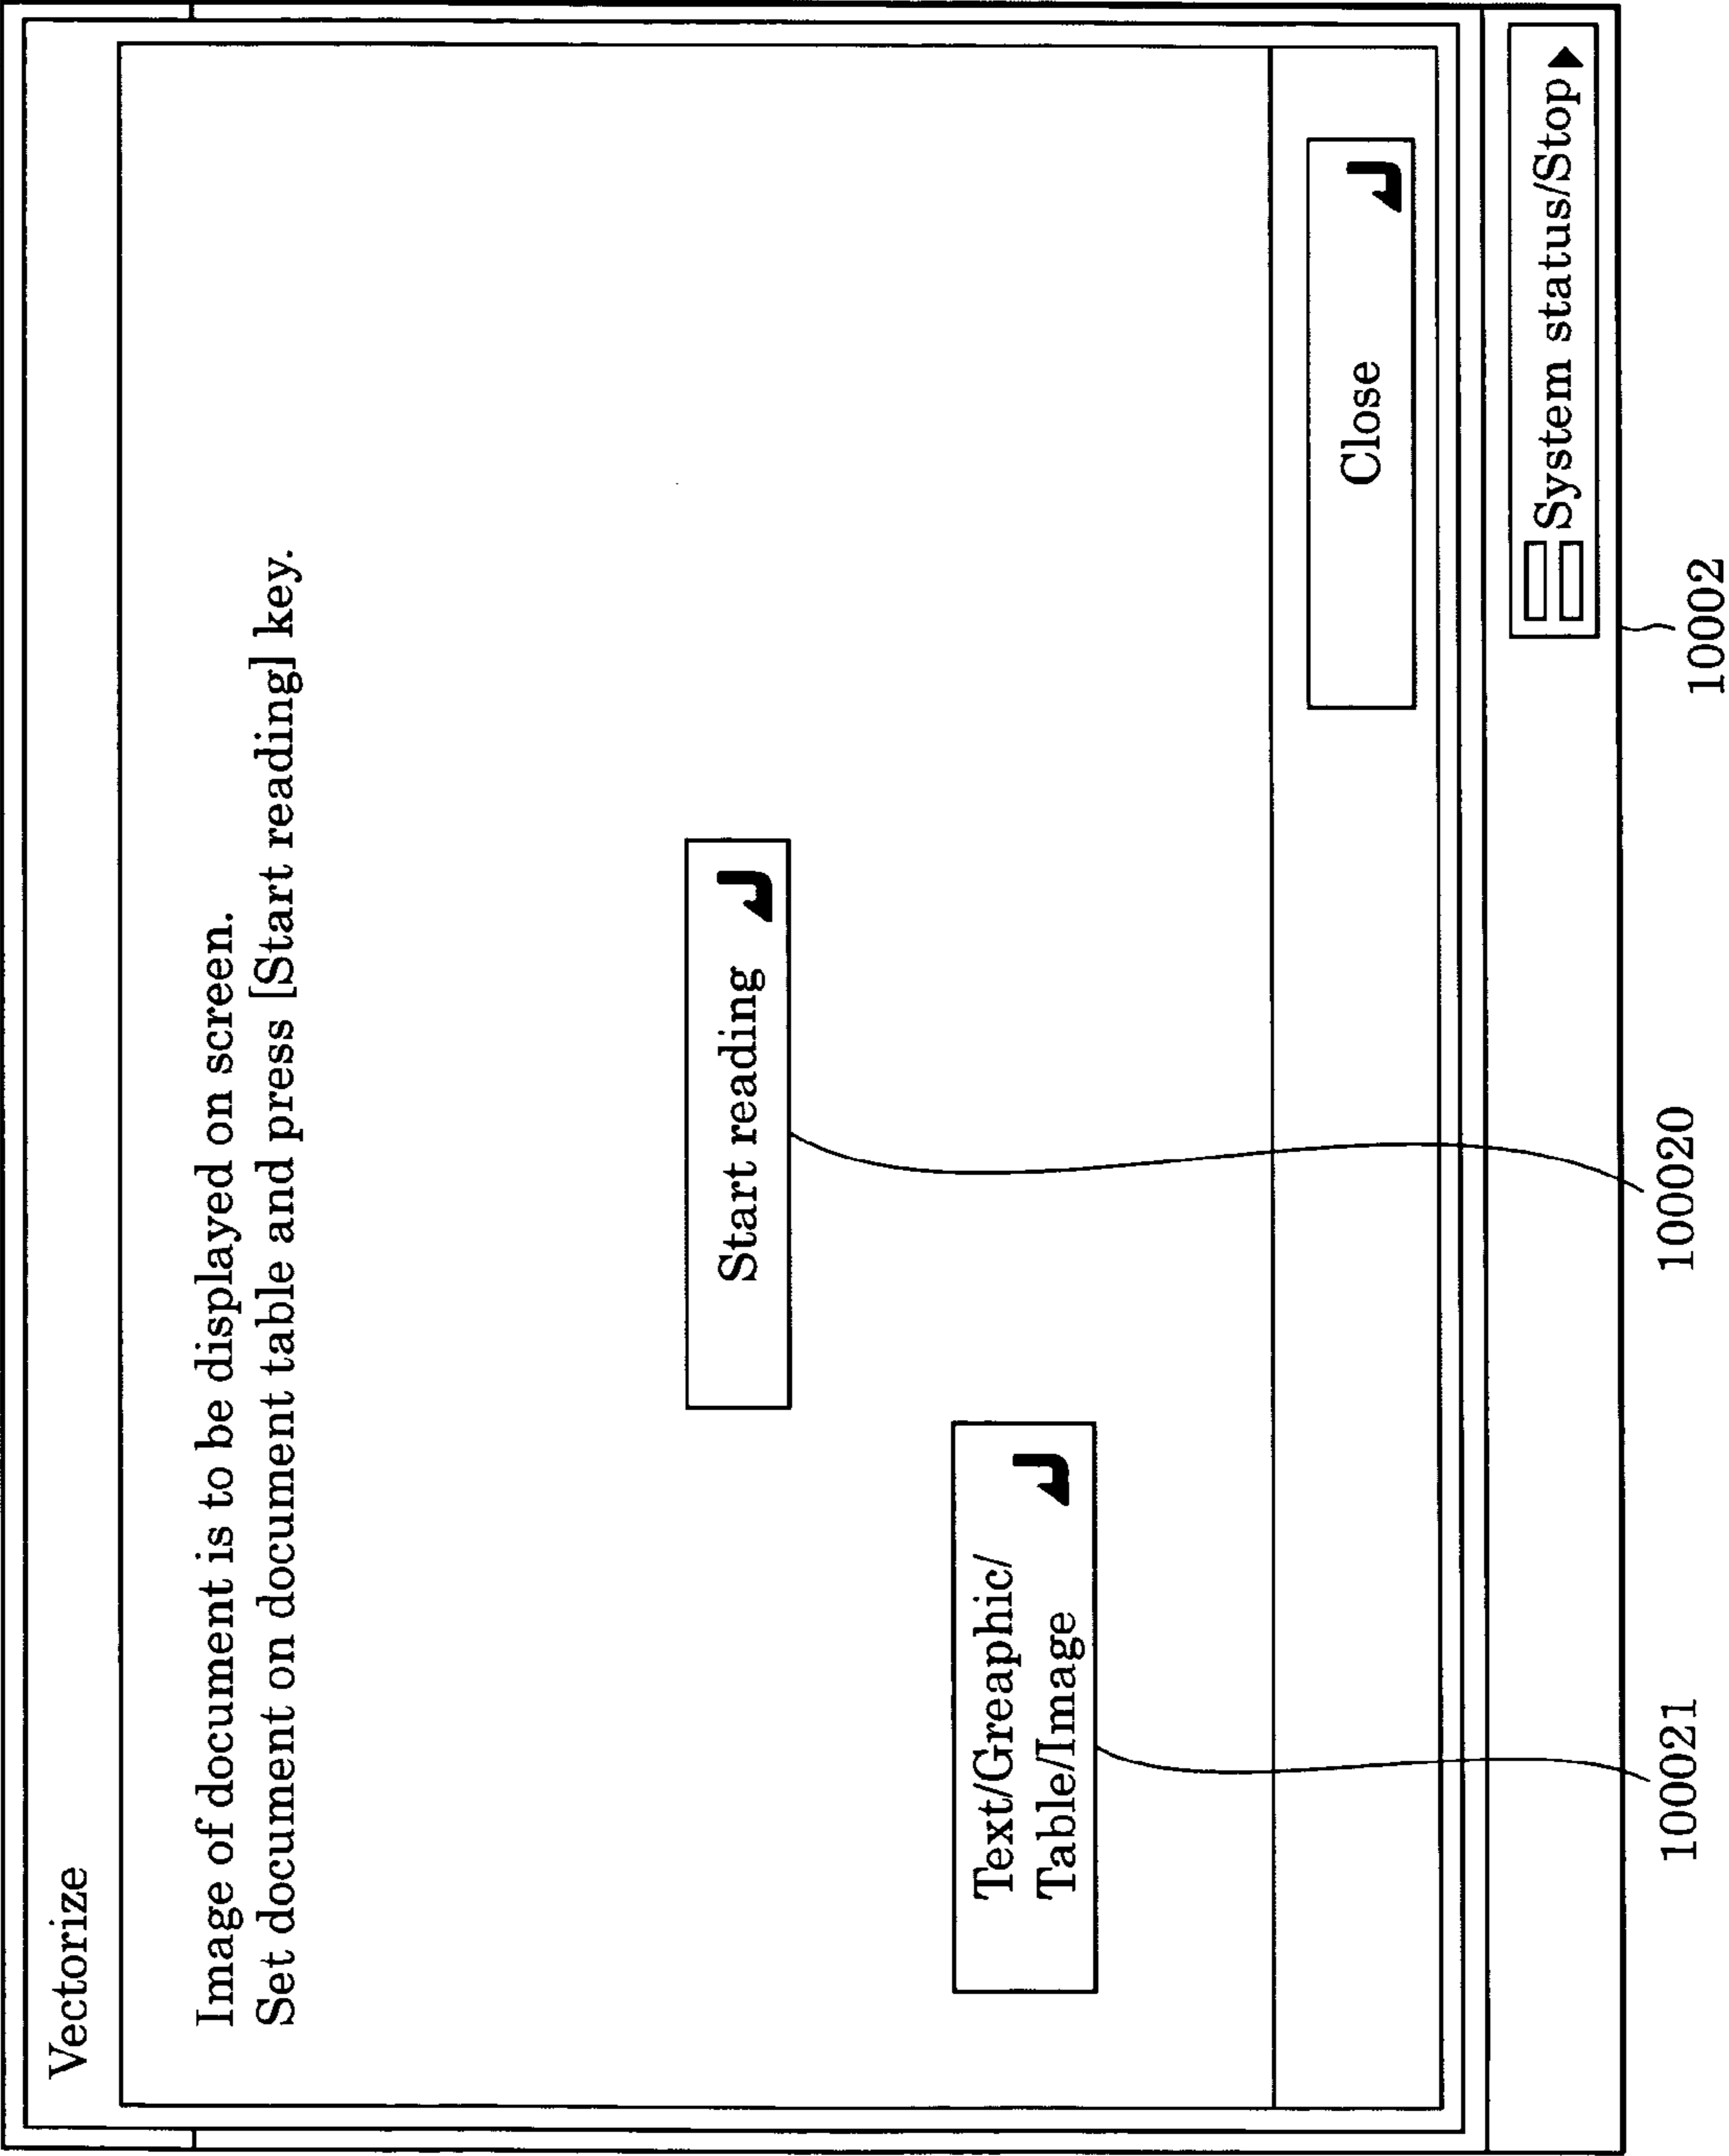 Vectorize
Image of document is to be displayed on screen.
Set document on document table and press [Start reading] key.
Start reading
Text/Greaphic/
Table/Image
Close
System status/Stop
100021
100020
10002